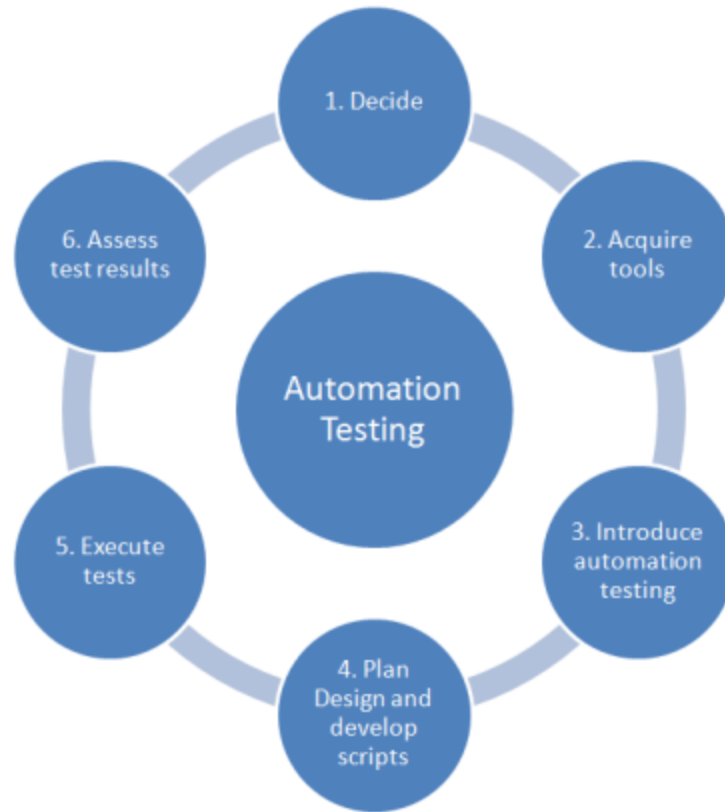 1. Decide
2. Acquire
tools
3. Introduce
automation
testing
4. Plan
Design and
develop
scripts
5. Execute
tests
6. Assess
test results
Automation
Testing